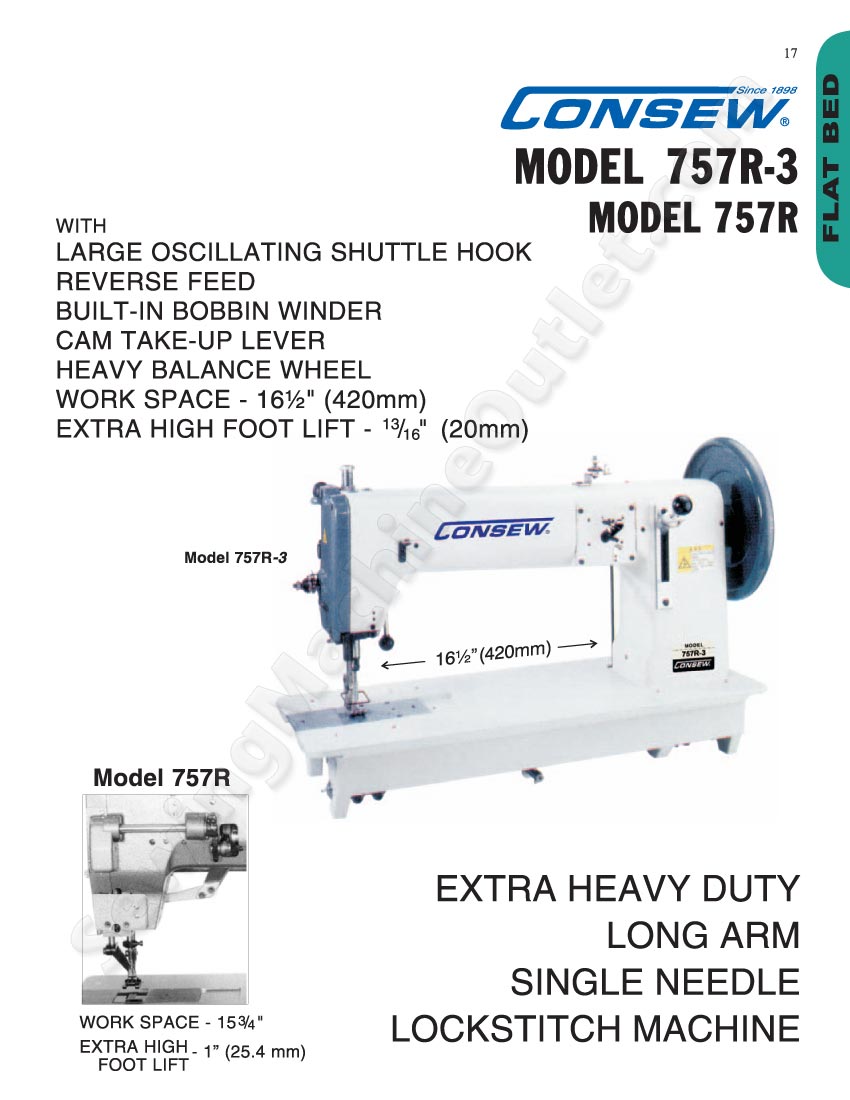 17
FLAT BED
Since 1898
CONSEW®
MODEL 757R-3
MODEL 757R
WITH
LARGE OSCILLATING SHUTTLE HOOK
REVERSE FEED
BUILT-IN BOBBIN WINDER
CAM TAKE-UP LEVER
HEAVY BALANCE WHEEL
WORK SPACE - 16½" (420mm)
EXTRA HIGH FOOT LIFT - 13/16" (20mm)
Model 757R-3
CONSEW®
16½” (420mm)
MODEL
757R-3
CONSEW
Model 757R
WORK SPACE - 15¾"
EXTRA HIGH FOOT LIFT - 1” (25.4 mm)
EXTRA HEAVY DUTY
LONG ARM
SINGLE NEEDLE
LOCKSTITCH MACHINE
SewingMachineOutlet.com